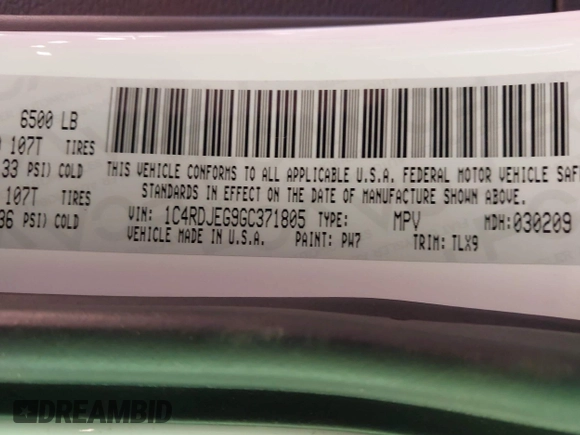 6500 LB
107T TIRES
33 PSI) COLD
107T TIRES
36 PSI) COLD
THIS VEHICLE CONFORMS TO ALL APPLICABLE U.S.A. FEDERAL MOTOR VEHICLE SAF
STANDARDS IN EFFECT ON THE DATE OF MANUFACTURE SHOWN ABOVE.
VIN: 1C4RDJEG9GC371805 TYPE: MPV MDH:030209
VEHICLE MADE IN U.S.A. PAINT: PW7 TRIM: TLX9
DREAMBID